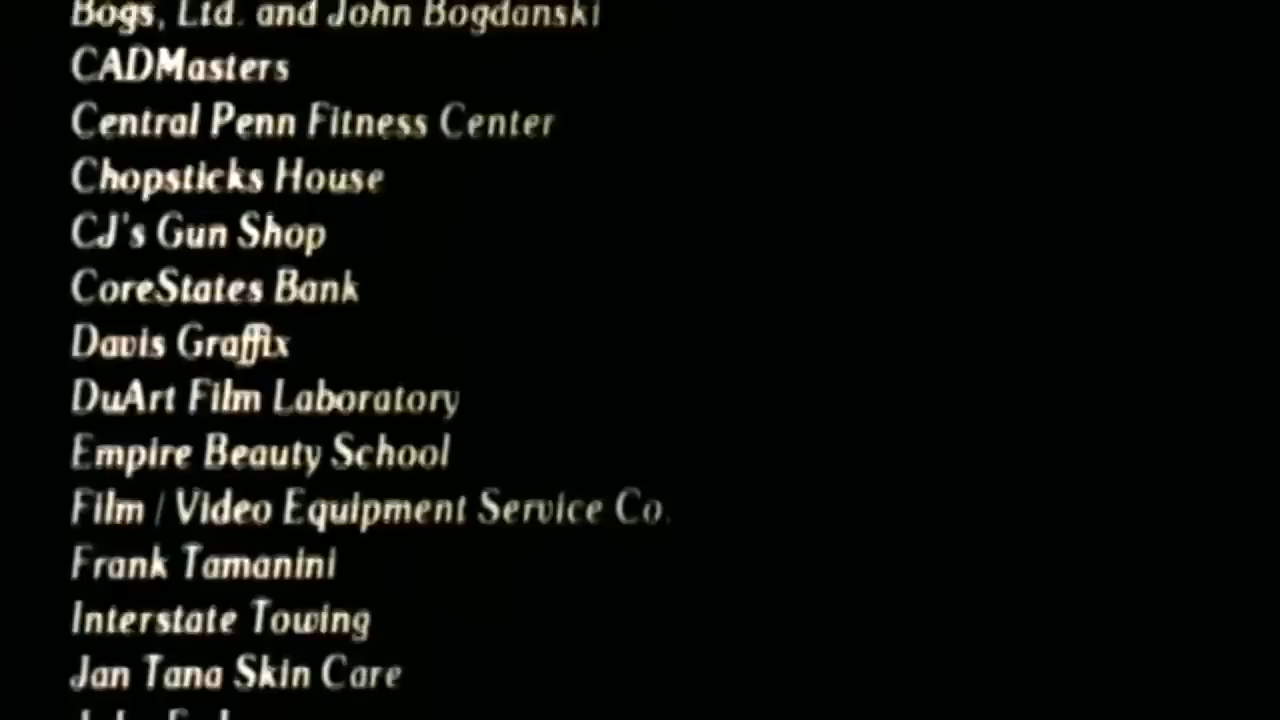 Bogs, Ltd. and John Bogdanski
CADMasters
Central Penn Fitness Center
Chopsticks House
CJ's Gun Shop
CoreStates Bank
Davis Graffix
DuArt Film Laboratory
Empire Beauty School
Film / Video Equipment Service Co.
Frank Tamanini
Interstate Towing
Jan Tana Skin Care